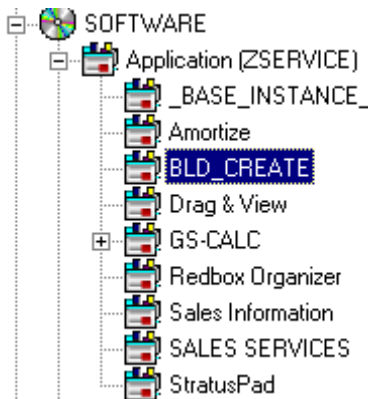 SOFTWARE
Application (ZSERVICE)
_BASE_INSTANCE_
Amortize
BLD_CREATE
Drag & View
GS-CALC
Redbox Organizer
Sales Information
SALES SERVICES
StratusPad